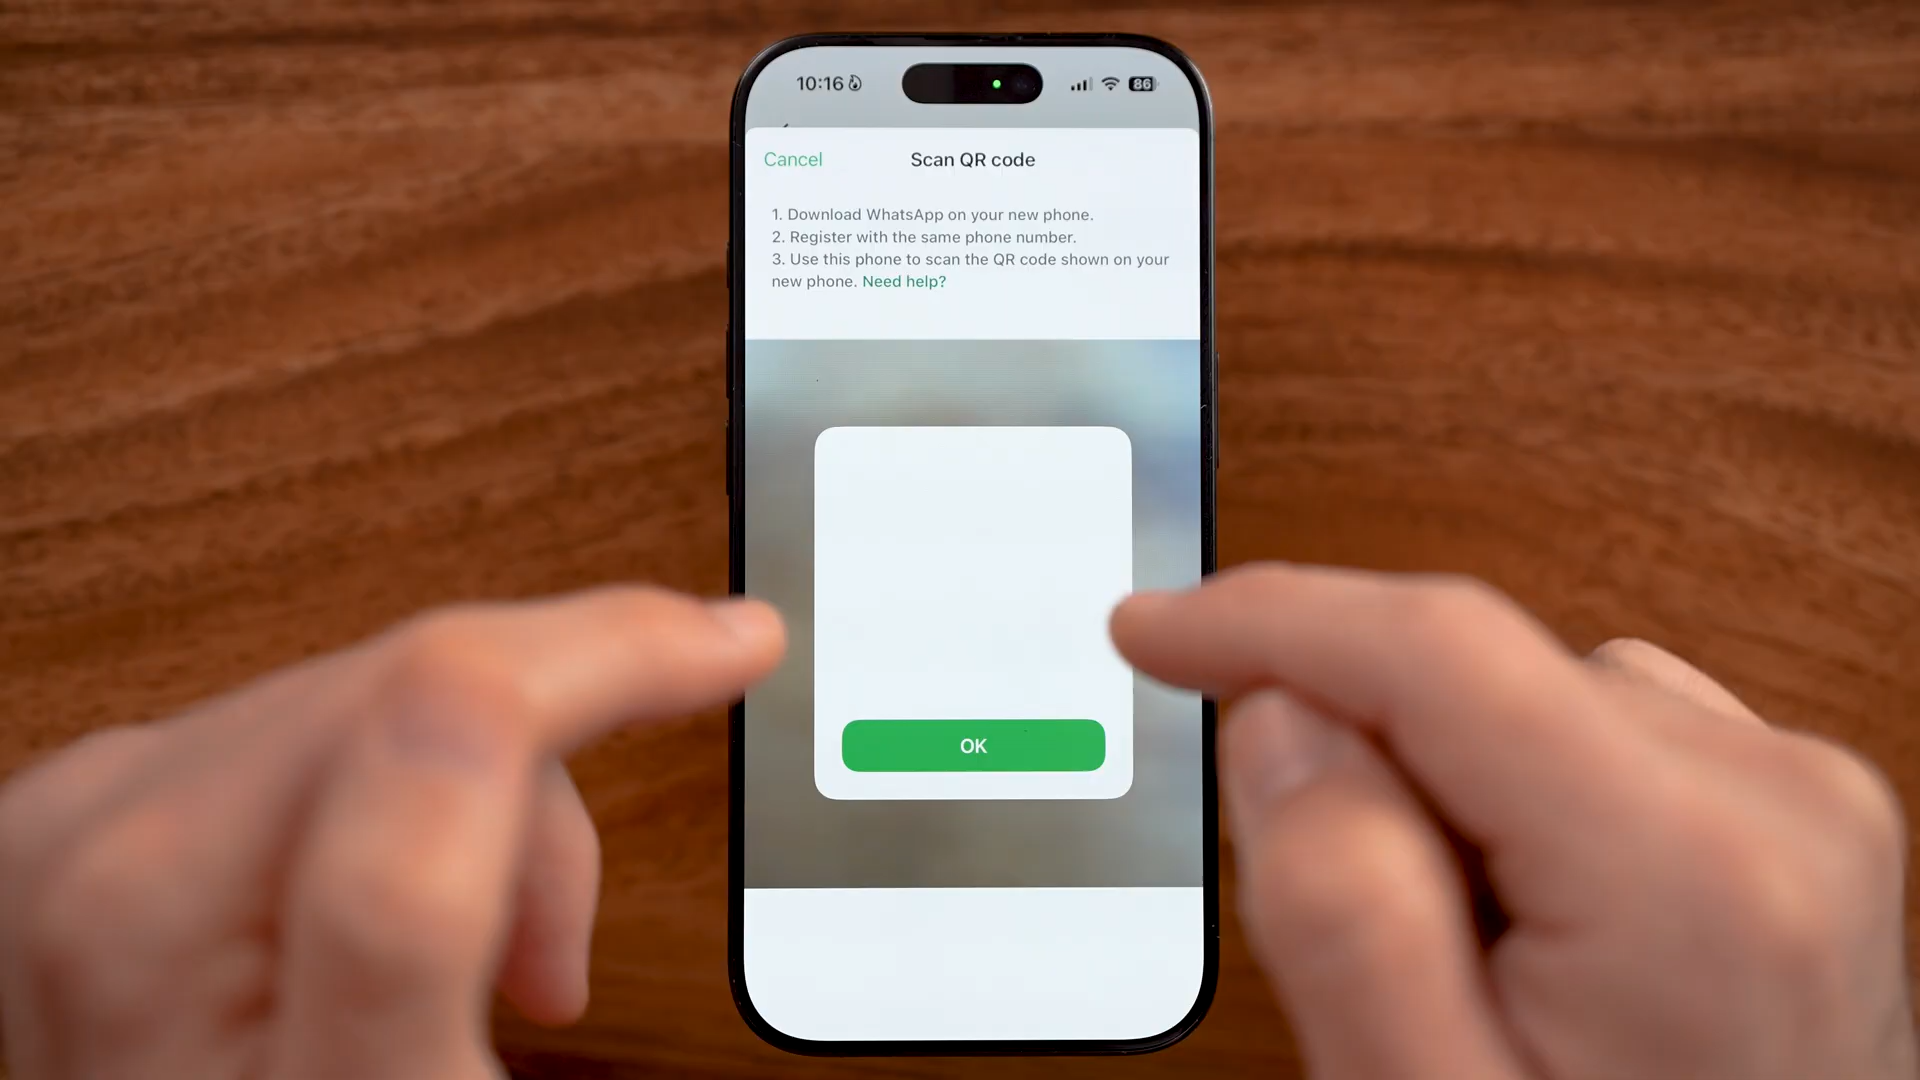 10:16
86
Cancel
Scan QR code
1. Download WhatsApp on your new phone.
2. Register with the same phone number.
3. Use this phone to scan the QR code shown on your
new phone. Need help?
OK